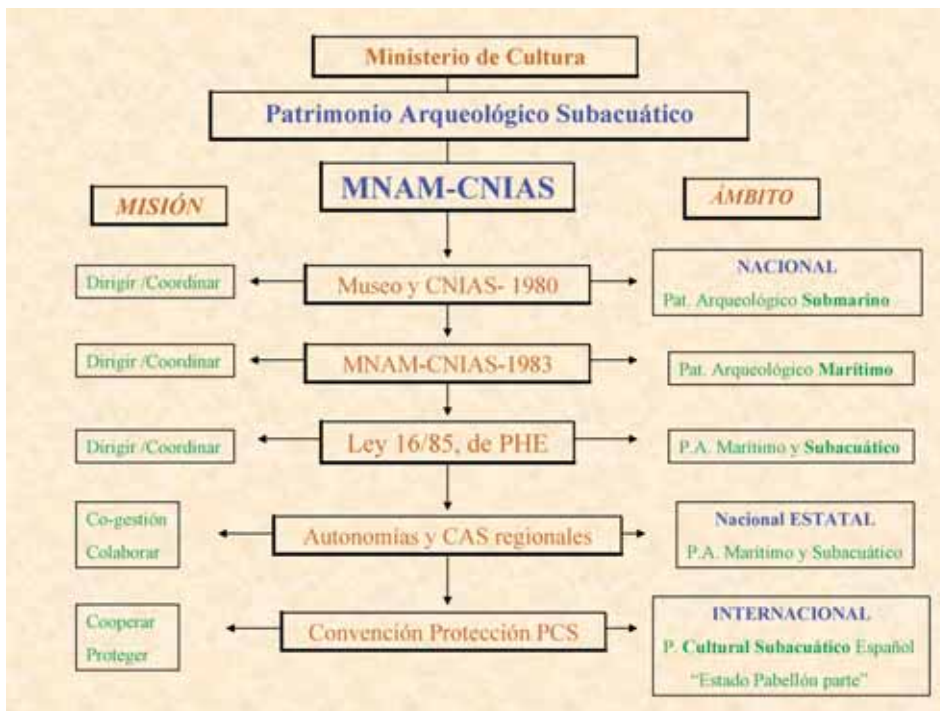 Ministerio de Cultura
Patrimonio Arqueológico Subacuático
MNAM-CNIAS
MISIÓN
ÁMBITO
Dirigir /Coordinar
Museo y CNIAS- 1980
NACIONAL
Pat. Arqueológico Submarino
Dirigir /Coordinar
MNAM-CNIAS-1983
Pat. Arqueológico Marítimo
Dirigir /Coordinar
Ley 16/85, de PHE
P.A. Marítimo y Subacuático
Co-gestión
Colaborar
Autonomías y CAS regionales
Nacional ESTATAL
P.A. Marítimo y Subacuático
Cooperar
Proteger
Convención Protección PCS
INTERNACIONAL
P. Cultural Subacuático Español
“Estado Pabellón parte”